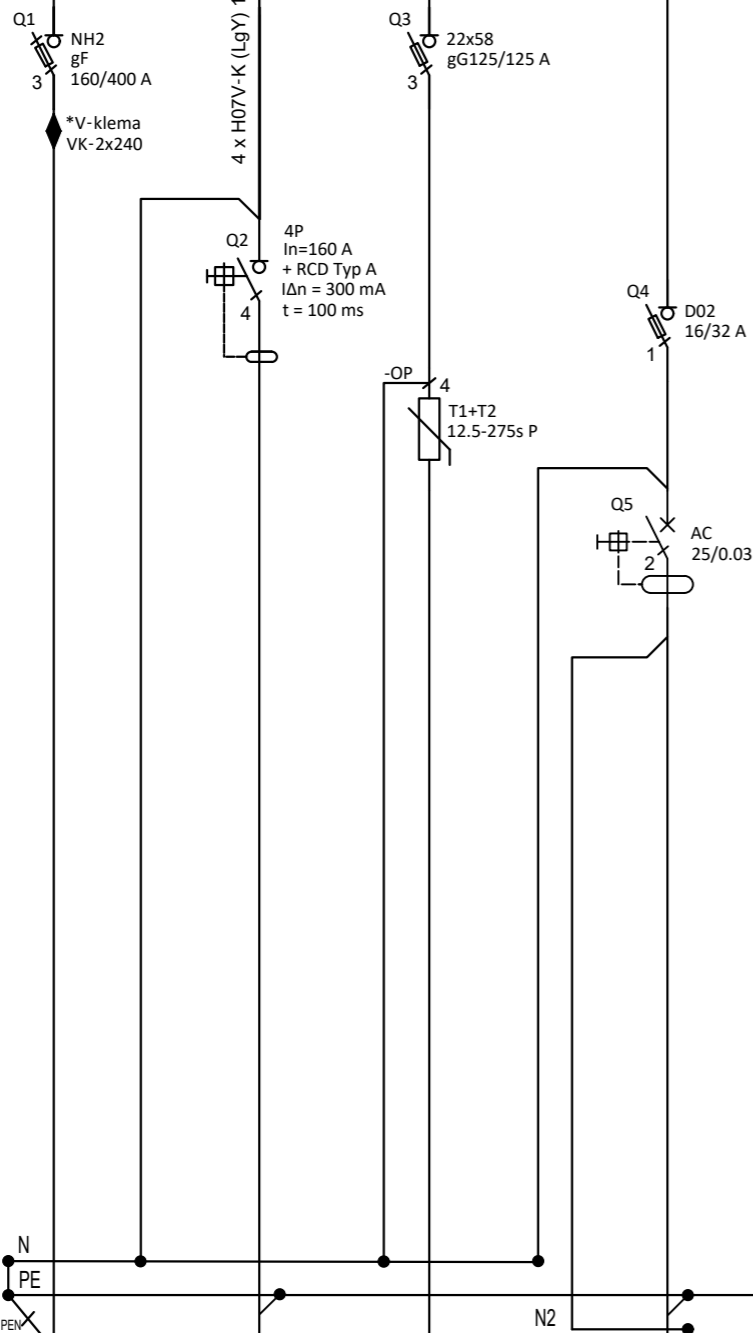 Q1
NH2
gF
160/400 A
3
*V-klema
VK-2x240
4 x H07V-K (LgY) 1
Q3
22x58
gG125/125 A
3
Q2
4P
In=160 A
+ RCD Typ A
I∆n = 300 mA
t = 100 ms
4
Q4
D02
16/32 A
1
-OP
4
T1+T2
12.5-275s P
Q5
AC
25/0.03
2
N
PE
PEN
N2